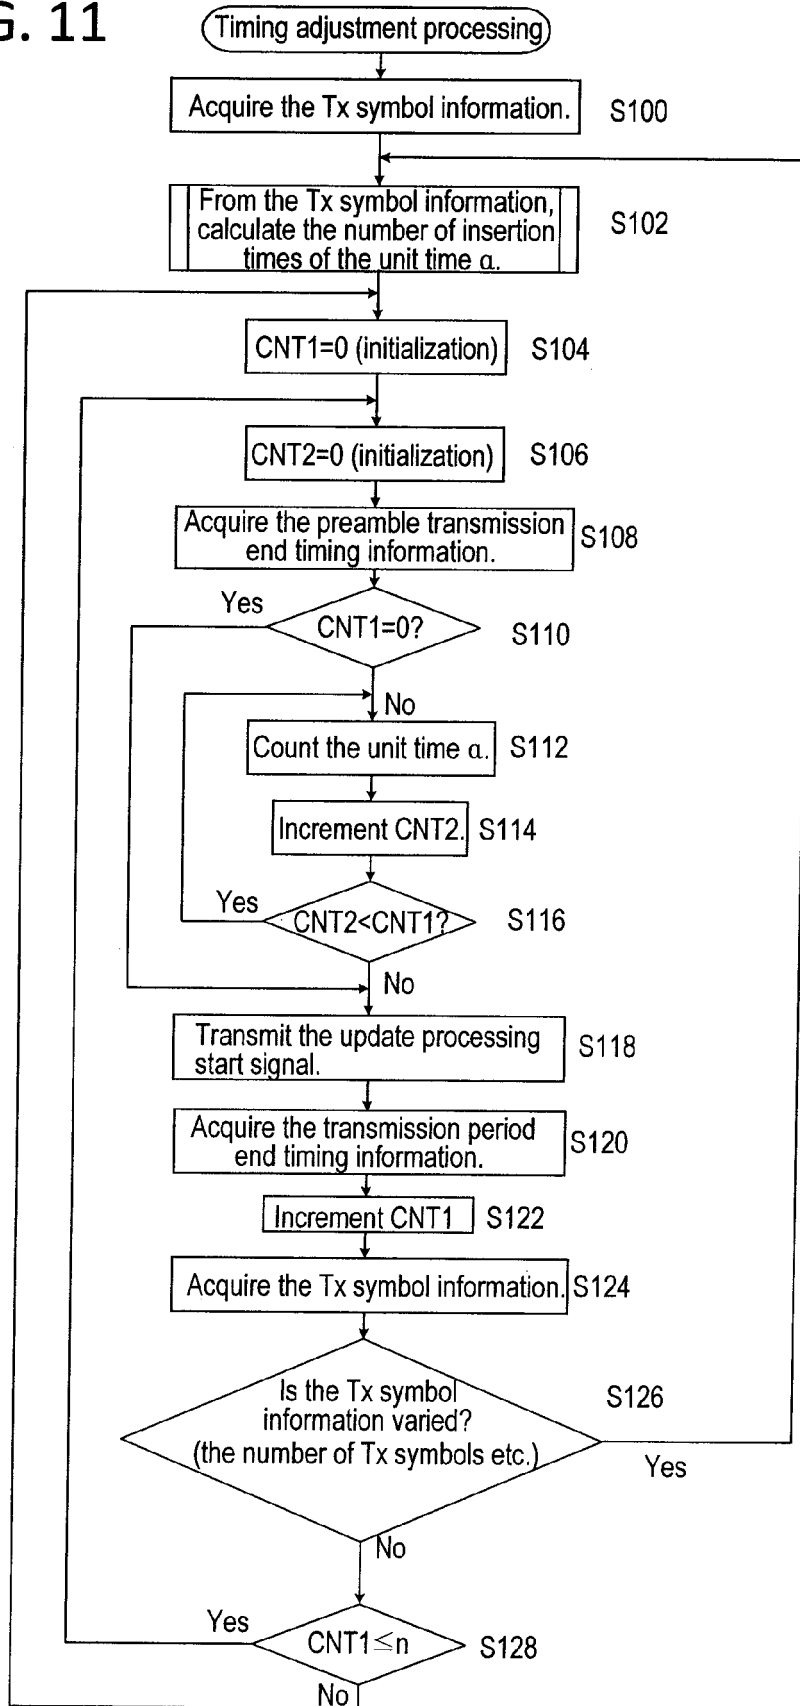 G. 11
Timing adjustment processing
Acquire the Tx symbol information.
S100
From the Tx symbol information,
calculate the number of insertion
times of the unit time α.
S102
CNT1=0 (initialization)
S104
CNT2=0 (initialization)
S106
Acquire the preamble transmission
end timing information.
S108
Yes
CNT1=0?
S110
No
Count the unit time α.
S112
Increment CNT2.
S114
Yes
CNT2<CNT1?
S116
No
Transmit the update processing
start signal.
S118
Acquire the transmission period
end timing information.
S120
Increment CNT1
S122
Acquire the Tx symbol information.
S124
Is the Tx symbol
information varied?
(the number of Tx symbols etc.)
S126
Yes
No
Yes
CNT1≦n
S128
No